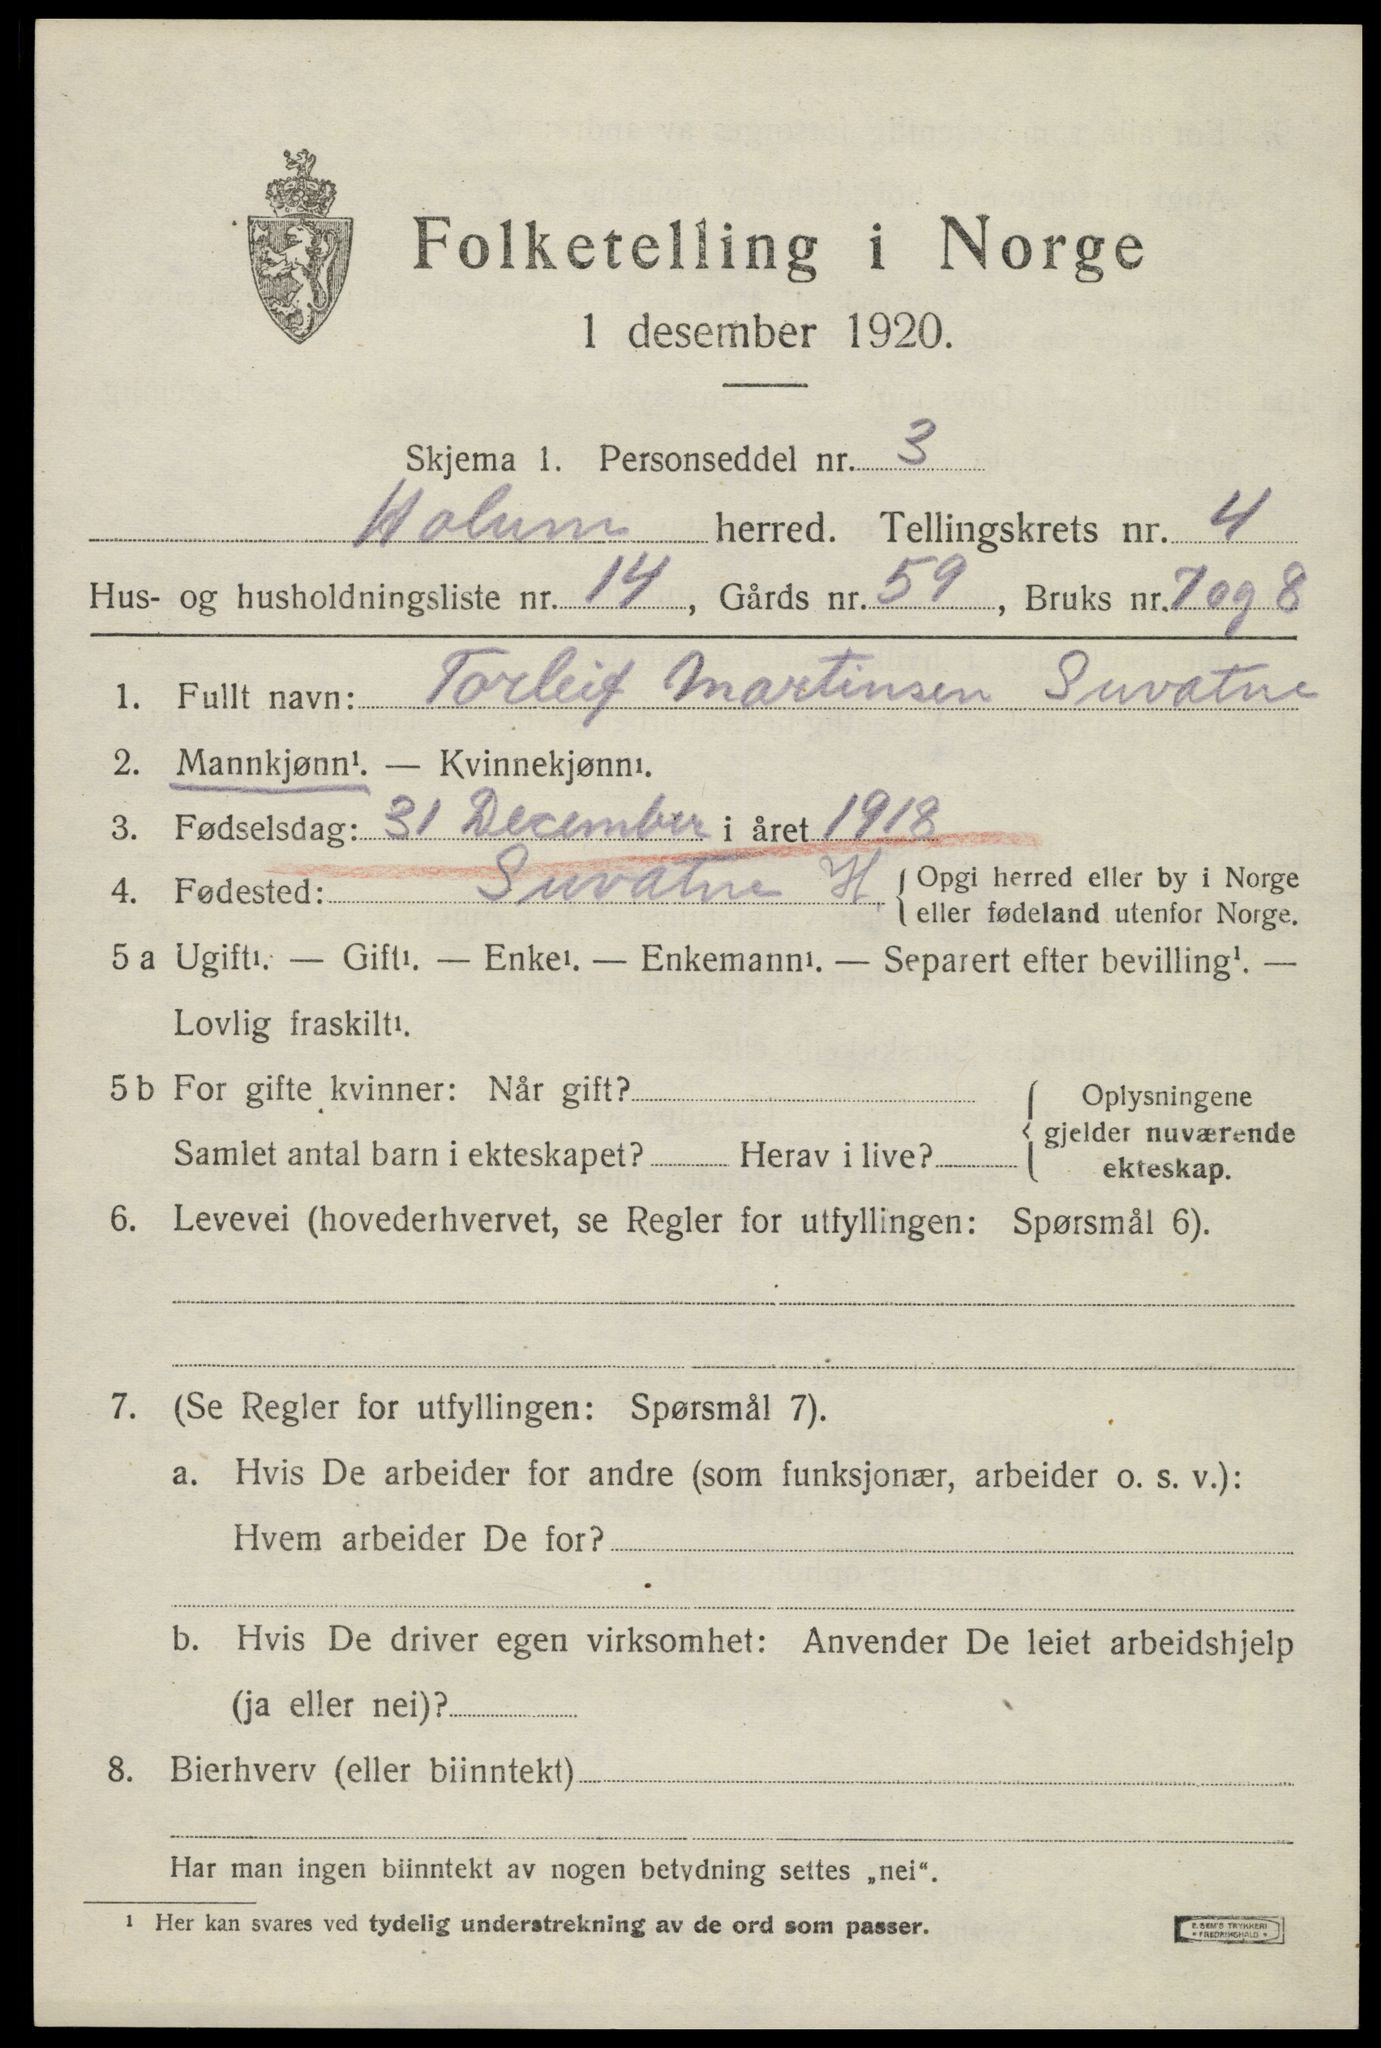 Folketelling i Norge
1 desember 1920.
Skjema 1. Personseddel nr. 3
Holum herred. Tellingskrets nr. 4
Hus- og husholdningsliste nr. 14, Gårds nr. 59, Bruks nr. 7 og 8
1. Fullt navn: Torleif Martinsen Suvatne
2. Mannkjønn¹. — Kvinnekjønn¹.
3. Fødselsdag: 31 December i året 1918
4. Fødested: Suvatne H. { Opgi herred eller by i Norge
eller fødeland utenfor Norge.
5 a Ugift¹. — Gift¹. — Enke¹. — Enkemann¹. — Separert efter bevilling¹. —
Lovlig fraskilt¹.
5 b For gifte kvinner: Når gift?
Samlet antal barn i ekteskapet? Herav i live?
{ Oplysningene
gjelder nuværende
ekteskap.
6. Levevei (hovederhvervet, se Regler for utfyllingen: Spørsmål 6).
7. (Se Regler for utfyllingen: Spørsmål 7).
a. Hvis De arbeider for andre (som funksjonær, arbeider o. s. v.):
Hvem arbeider De for?
b. Hvis De driver egen virksomhet: Anvender De leiet arbeidshjelp
(ja eller nei)?
8. Bierhverv (eller biinntekt)
Har man ingen biinntekt av nogen betydning settes „nei“.
¹ Her kan svares ved tydelig understrekning av de ord som passer.
E. SEM'S TRYKKERI
* FREDRIKSHALD *